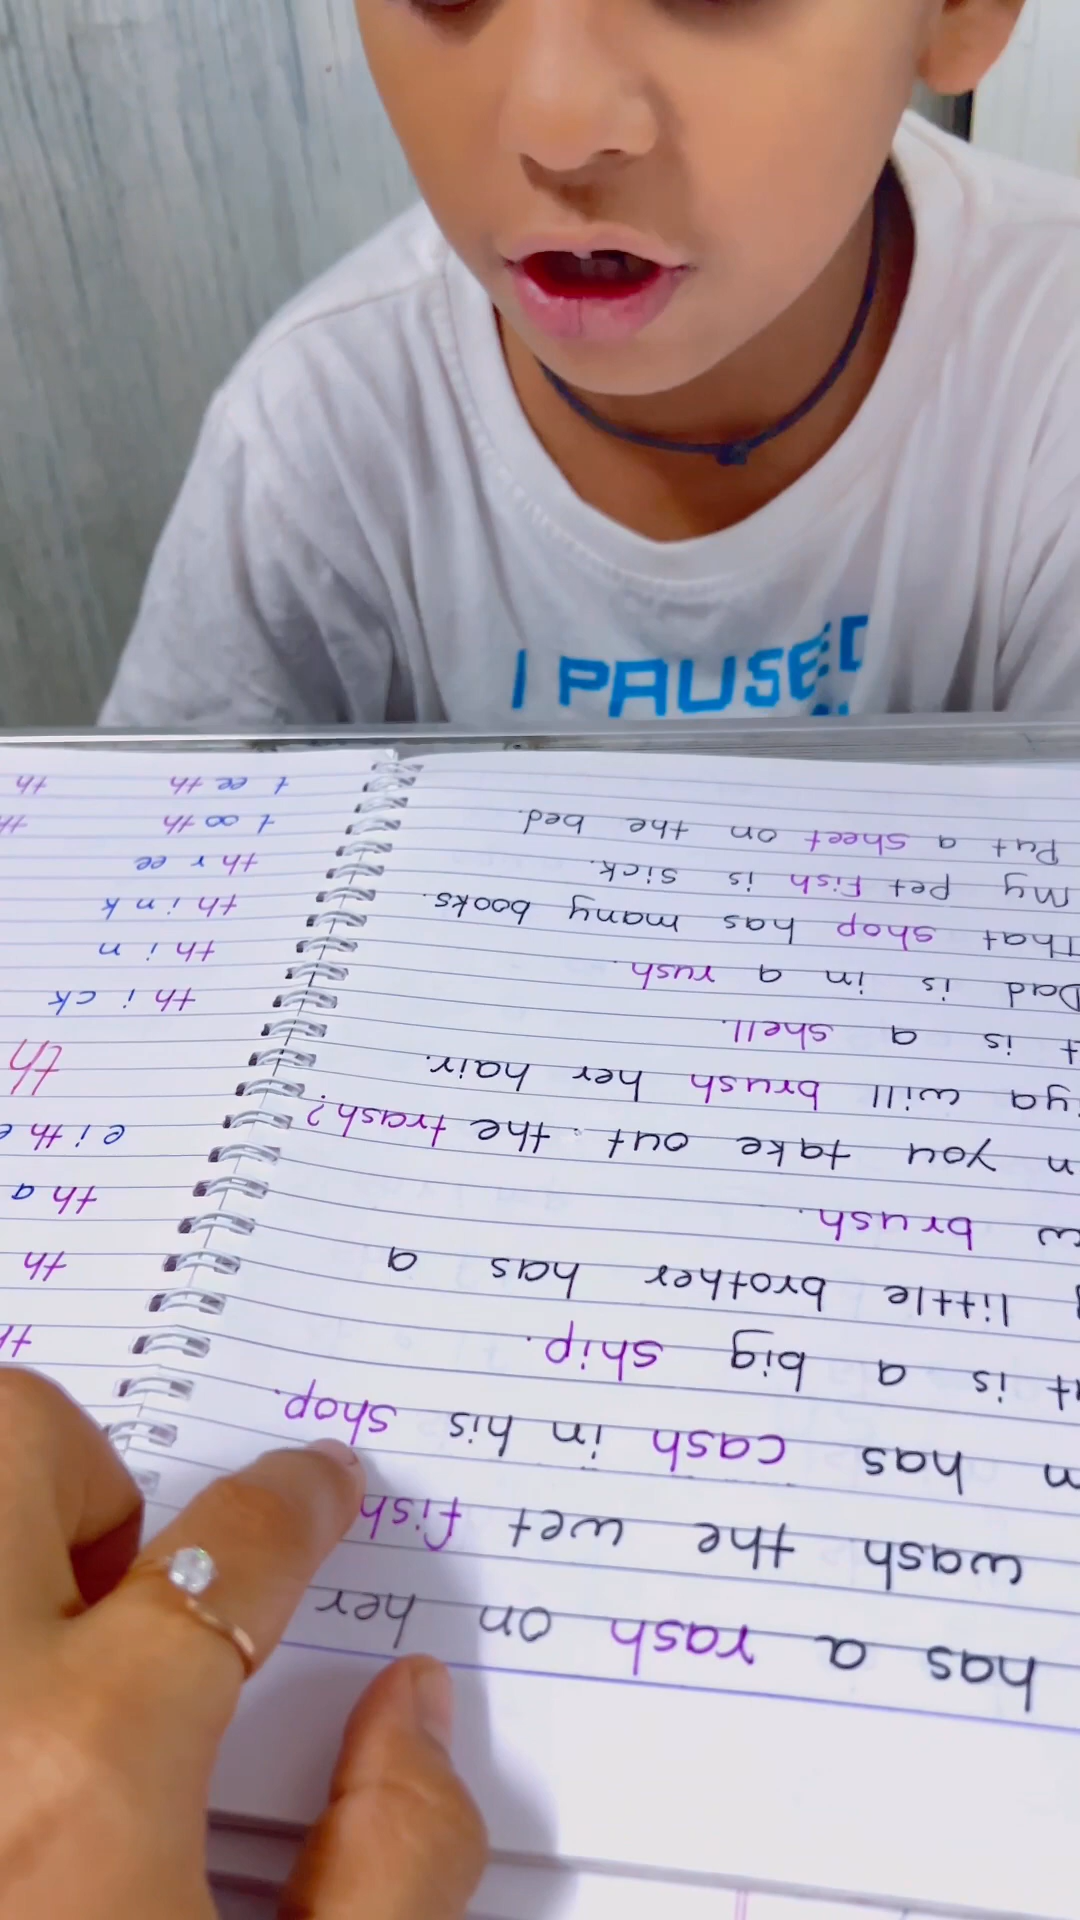 I PAUSED
has a rash on her
wash the wet fish
has cash in his shop.
is a big ship.
little brother has a
brush.
you take out the trash?
will brush her hair.
is a shell.
Dad is in a rush.
That shop has many books.
My pet fish is sick.
Put a sheet on the bed.
th
th
th a
eithe
th
th i ck
th i n
th i n k
th r ee
t oo th
t ee th th